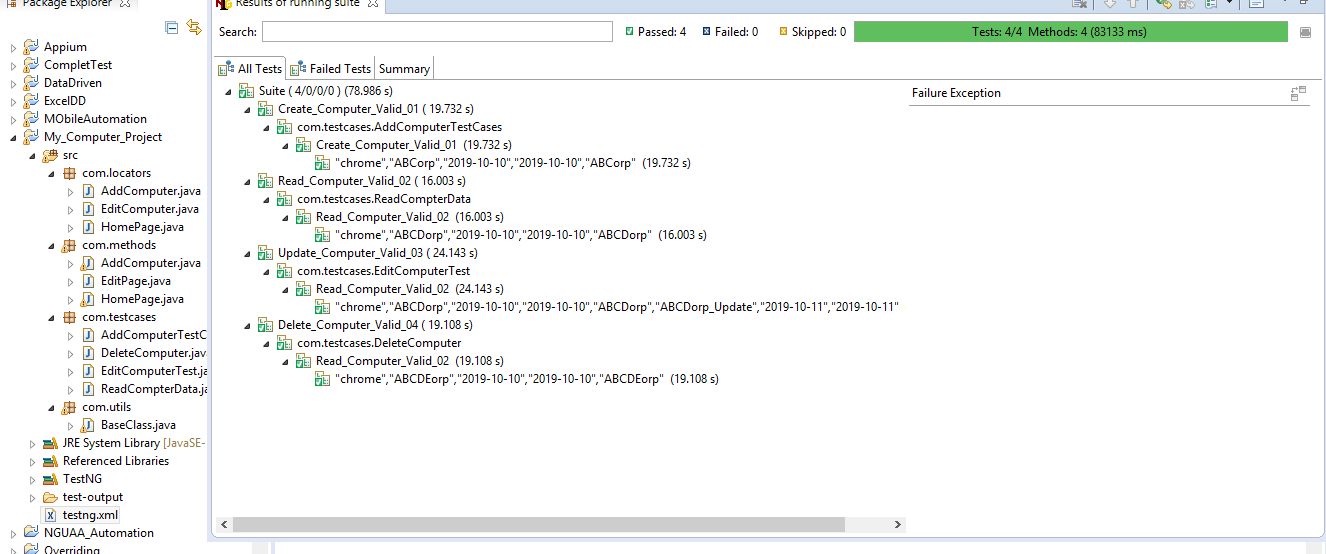 Package Explorer
Appium
CompletTest
DataDriven
ExcelDD
MObileAutomation
My_Computer_Project
src
com.locators
AddComputer.java
EditComputer.java
HomePage.java
com.methods
AddComputer.java
EditPage.java
HomePage.java
com.testcases
AddComputerTestC
DeleteComputer.java
EditComputerTest.ja
ReadCompterData.ja
com.utils
BaseClass.java
JRE System Library [JavaSE-
Referenced Libraries
TestNG
test-output
testng.xml
NGUAA_Automation
Overriding
Results of running suite
Search: Passed: 4 Failed: 0 Skipped: 0 Tests: 4/4 Methods: 4 (83133 ms)
All Tests Failed Tests Summary
Suite ( 4/0/0/0 ) (78.986 s)
Create_Computer_Valid_01 ( 19.732 s)
com.testcases.AddComputerTestCases
Create_Computer_Valid_01 (19.732 s)
"chrome","ABCorp","2019-10-10","2019-10-10","ABCorp" (19.732 s)
Read_Computer_Valid_02 ( 16.003 s)
com.testcases.ReadCompterData
Read_Computer_Valid_02 (16.003 s)
"chrome","ABCDorp","2019-10-10","2019-10-10","ABCDorp" (16.003 s)
Update_Computer_Valid_03 ( 24.143 s)
com.testcases.EditComputerTest
Read_Computer_Valid_02 (24.143 s)
"chrome","ABCDorp","2019-10-10","2019-10-10","ABCDorp","ABCDorp_Update","2019-10-11","2019-10-11"
Delete_Computer_Valid_04 ( 19.108 s)
com.testcases.DeleteComputer
Read_Computer_Valid_02 (19.108 s)
"chrome","ABCDEorp","2019-10-10","2019-10-10","ABCDEorp" (19.108 s)
Failure Exception